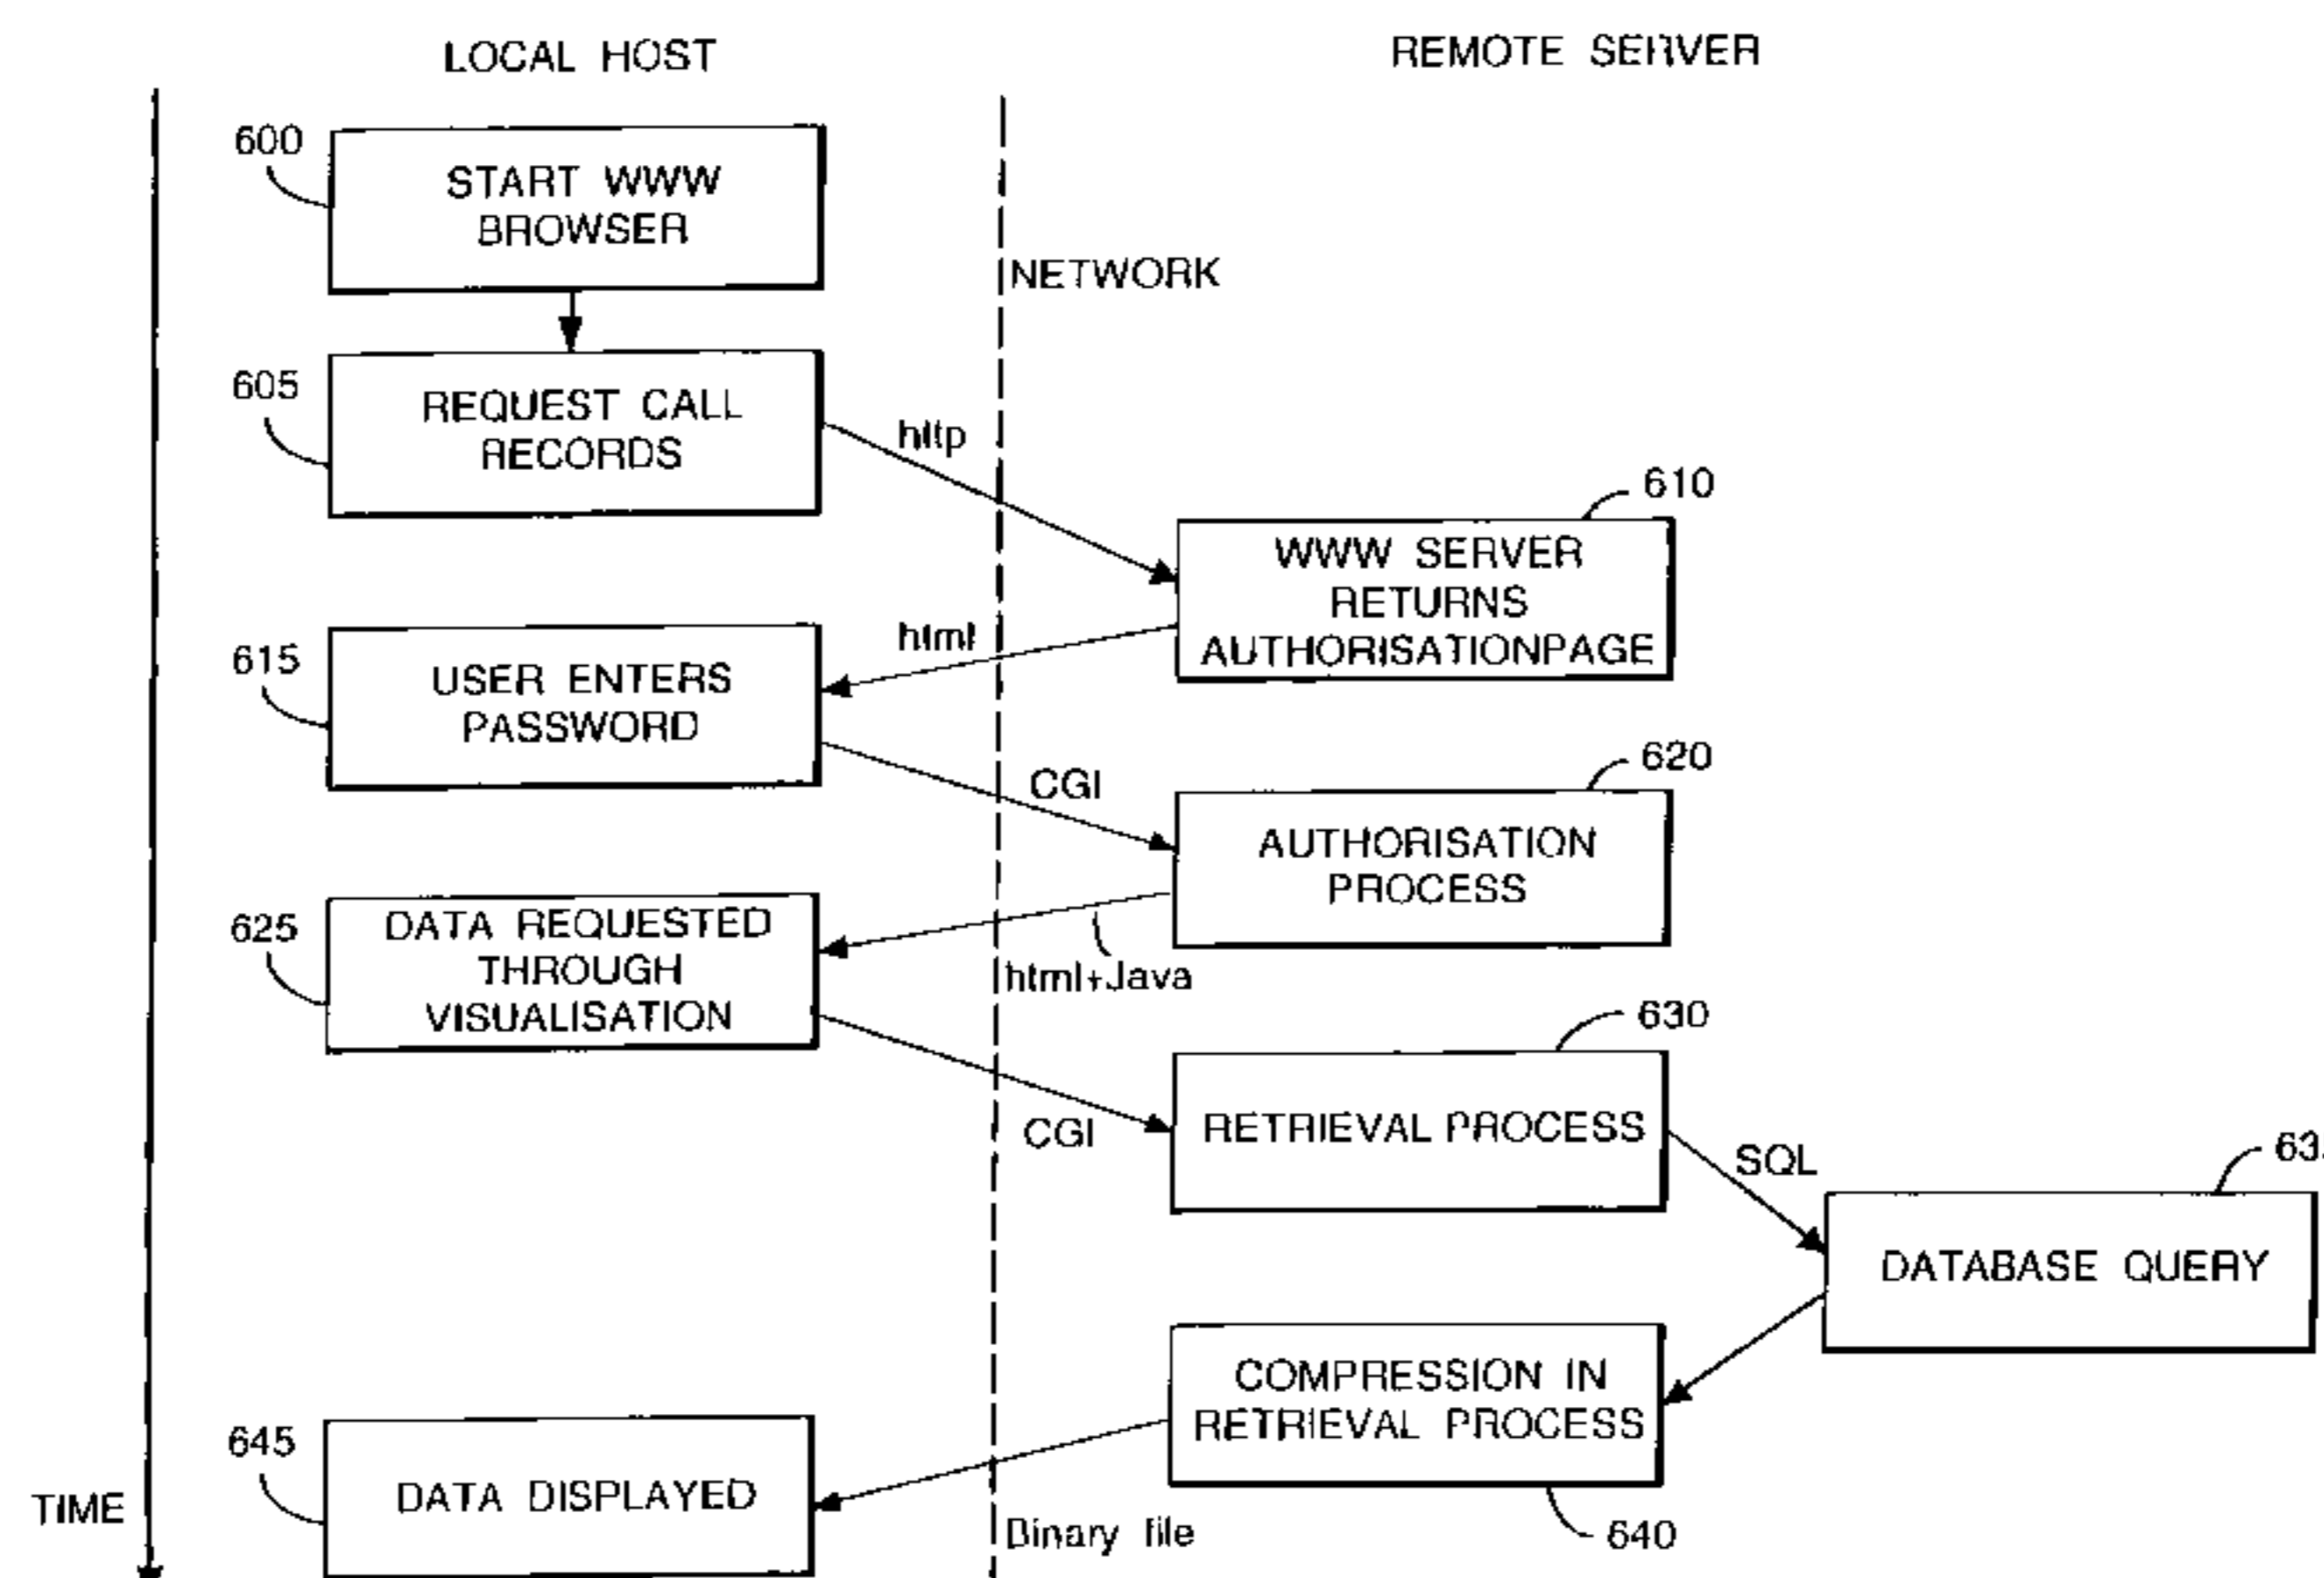 LOCAL HOST
REMOTE SERVER
600
START WWW
BROWSER
NETWORK
605
REQUEST CALL
RECORDS
http
610
WWW SERVER
RETURNS
AUTHORISATIONPAGE
html
615
USER ENTERS
PASSWORD
CGI
620
AUTHORISATION
PROCESS
625
DATA REQUESTED
THROUGH
VISUALISATION
html+Java
630
RETRIEVAL PROCESS
CGI
SQL
DATABASE QUERY
COMPRESSION IN
RETRIEVAL PROCESS
640
645
DATA DISPLAYED
TIME
Binary file